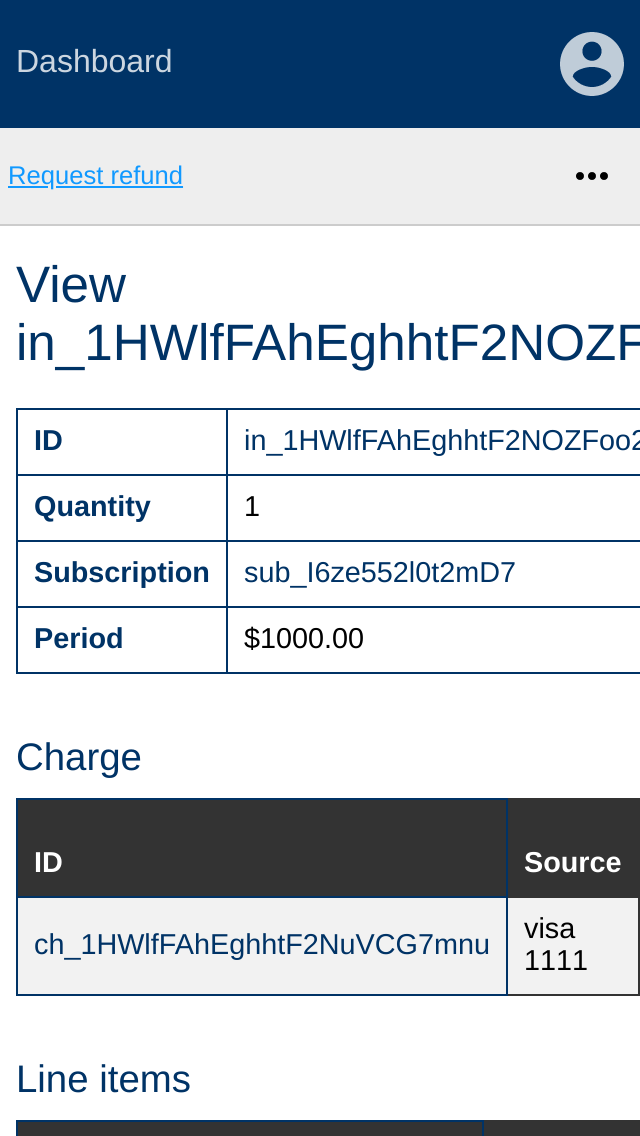 Dashboard
Request refund
View
in_1HWlfFAhEghhtF2NOZF
ID in_1HWlfFAhEghhtF2NOZFoo2
Quantity 1
Subscription sub_I6ze552l0t2mD7
Period $1000.00
Charge
ID Source
ch_1HWlfFAhEghhtF2NuVCG7mnu visa
1111
Line items